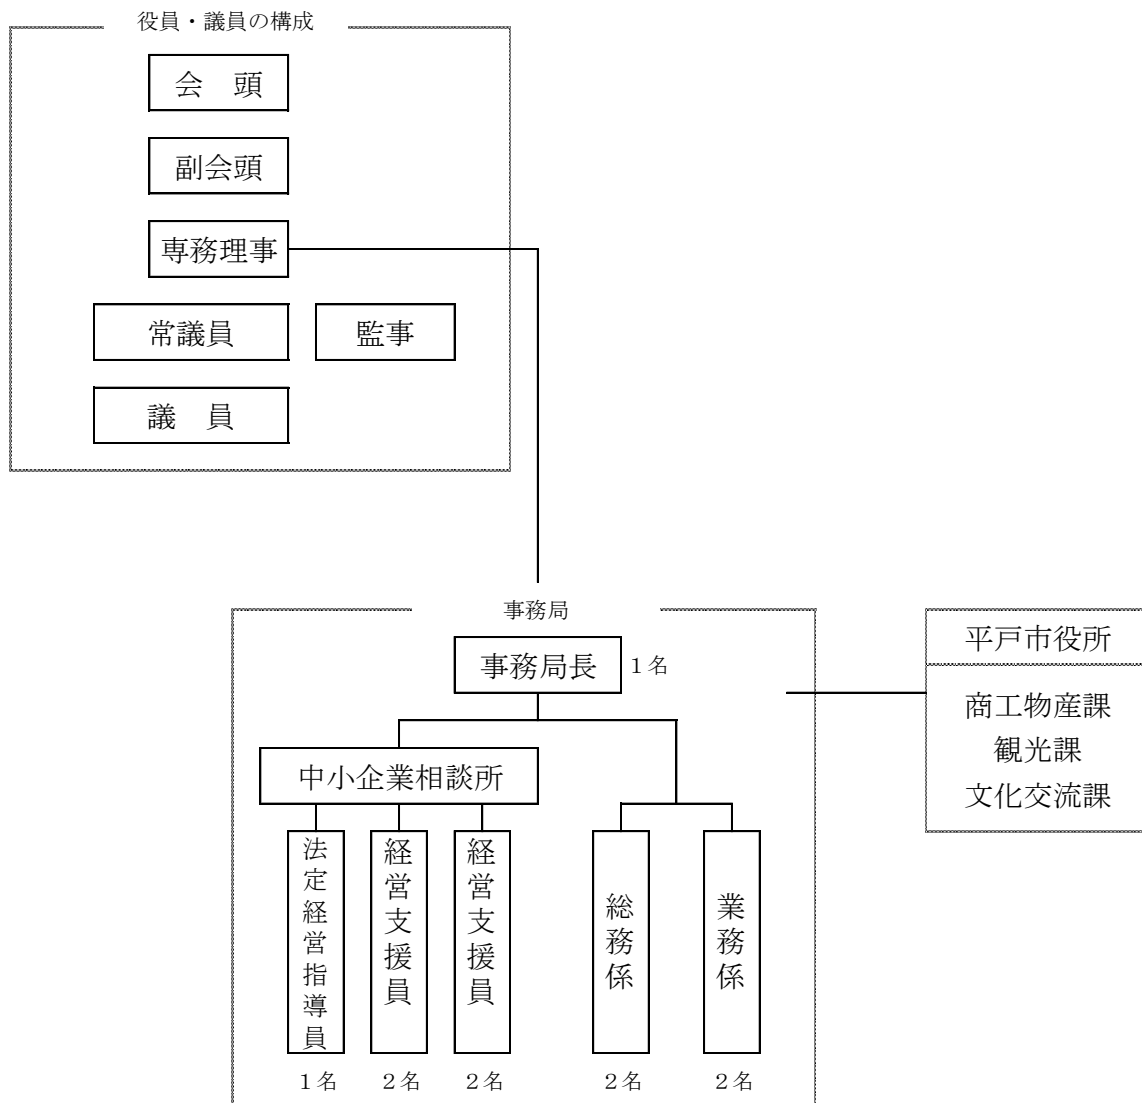 役員・議員の構成
会　頭
副会頭
専務理事
常議員
監事
議　員
事務局
事務局長
１名
平戸市役所
商工物産課
観光課
文化交流課
中小企業相談所
法定経営指導員
経営支援員
経営支援員
総務係
業務係
１名
２名
２名
２名
２名